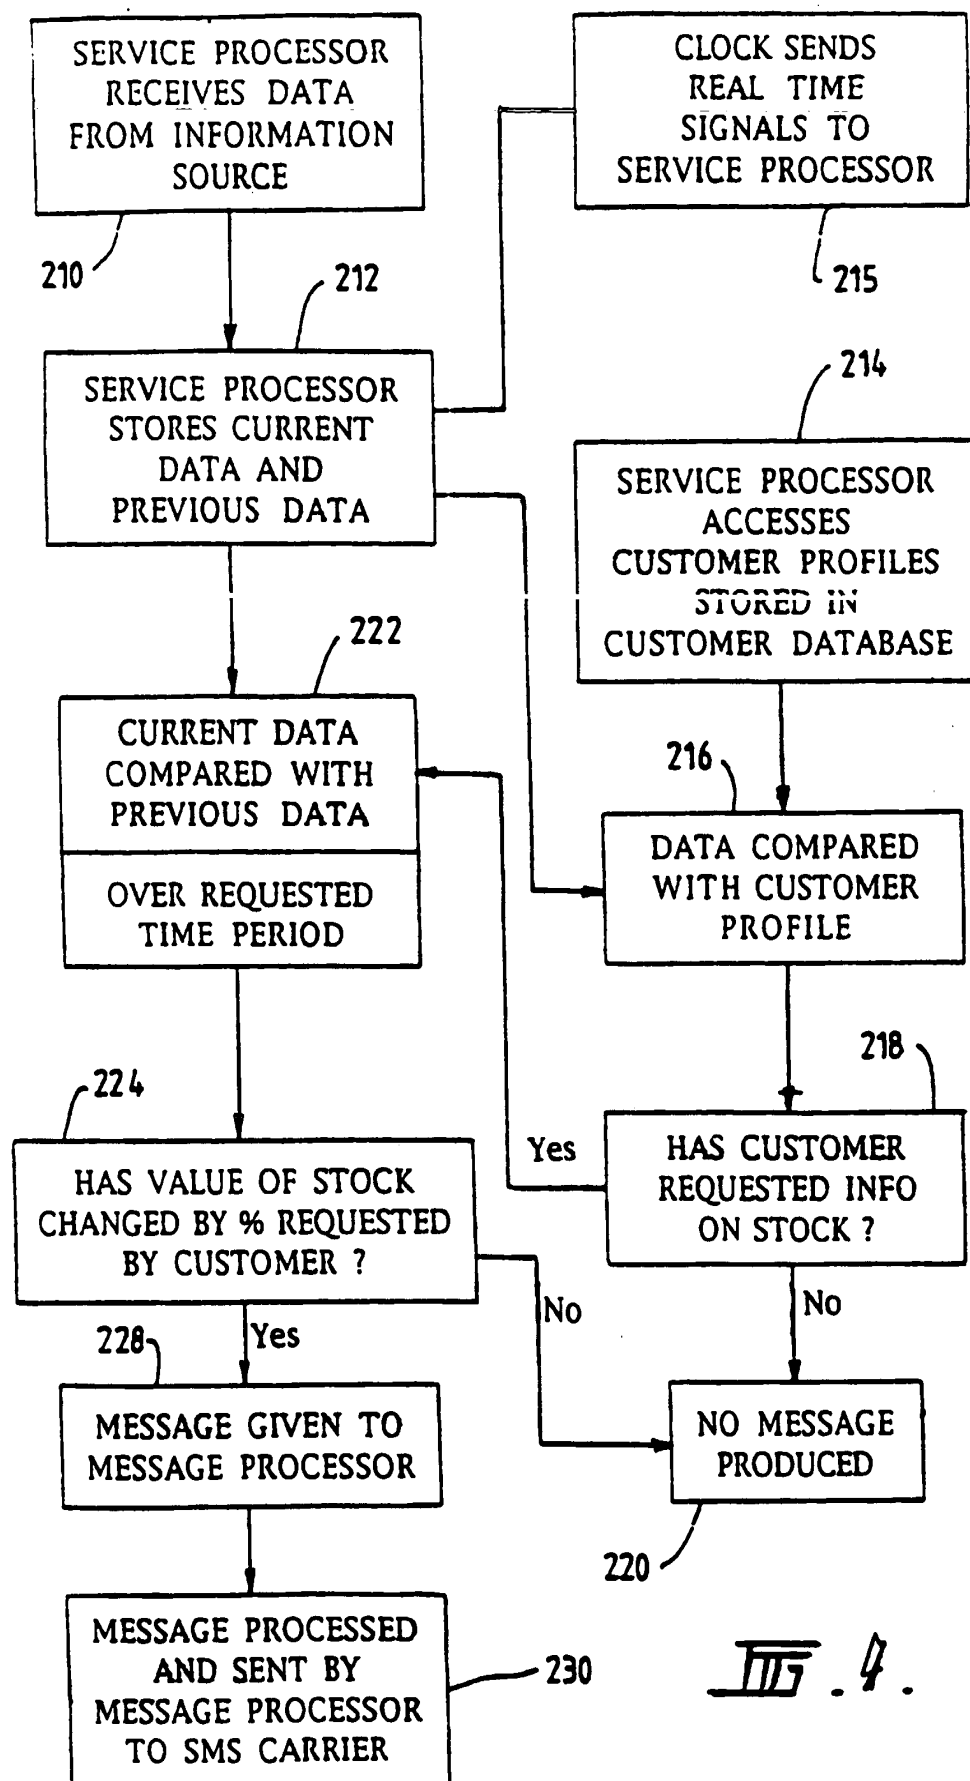 SERVICE PROCESSOR
RECEIVES DATA
FROM INFORMATION
SOURCE
210
CLOCK SENDS
REAL TIME
SIGNALS TO
SERVICE PROCESSOR
215
212
SERVICE PROCESSOR
STORES CURRENT
DATA AND
PREVIOUS DATA
214
SERVICE PROCESSOR
ACCESSES
CUSTOMER PROFILES
STORED IN
CUSTOMER DATABASE
222
CURRENT DATA
COMPARED WITH
PREVIOUS DATA
OVER REQUESTED
TIME PERIOD
216
DATA COMPARED
WITH CUSTOMER
PROFILE
218
HAS CUSTOMER
REQUESTED INFO
ON STOCK ?
Yes
No
224
HAS VALUE OF STOCK
CHANGED BY % REQUESTED
BY CUSTOMER ?
No
Yes
228
MESSAGE GIVEN TO
MESSAGE PROCESSOR
NO MESSAGE
PRODUCED
220
MESSAGE PROCESSED
AND SENT BY
MESSAGE PROCESSOR
TO SMS CARRIER
230
FIG. 4.